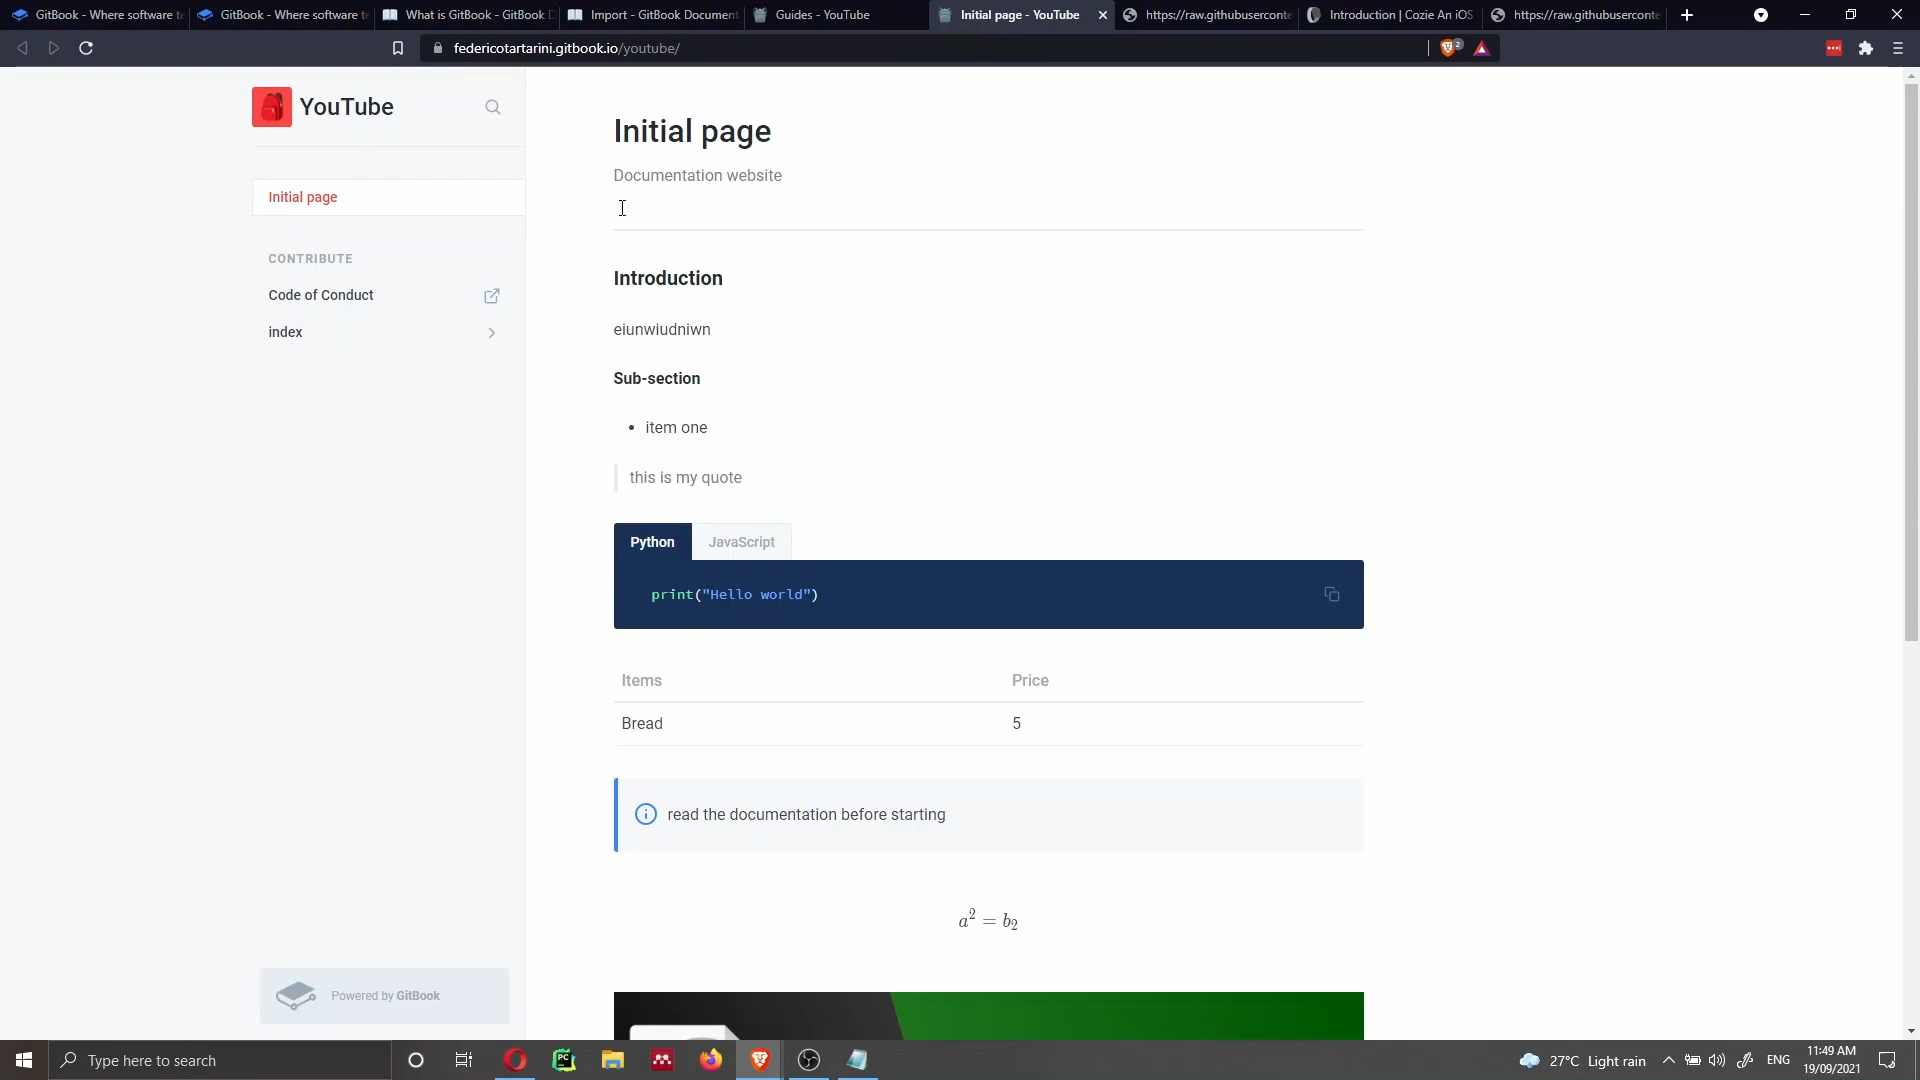 GitBook - Where software te
GitBook - Where software te
What is GitBook - GitBook D
Import - GitBook Document
Guides - YouTube
Initial page - YouTube
https://raw.githubuserconte
Introduction | Cozie An iOS
https://raw.githubuserconte
federicotartarini.gitbook.io/youtube/
2
YouTube
Initial page
CONTRIBUTE
Code of Conduct
index
Powered by GitBook
Initial page
Documentation website
Introduction
eiunwiudniwn
Sub-section
• item one
this is my quote
Python JavaScript
print("Hello world")
Items Price
Bread 5
read the documentation before starting
a² = b₂
Type here to search
PC
27°C Light rain
ENG
11:49 AM
19/09/2021